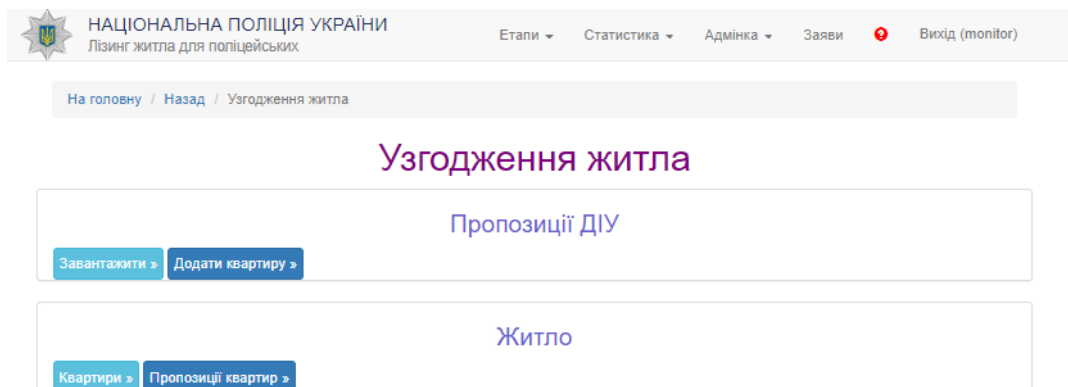 НАЦІОНАЛЬНА ПОЛІЦІЯ УКРАЇНИ
Лізинг житла для поліцейських
Етапи Статистика Адмінка Заяви ? Вихід (monitor)
На головну / Назад / Узгодження житла
Узгодження житла
Пропозиції ДІУ
Завантажити » Додати квартиру »
Житло
Квартири » Пропозиції квартир »